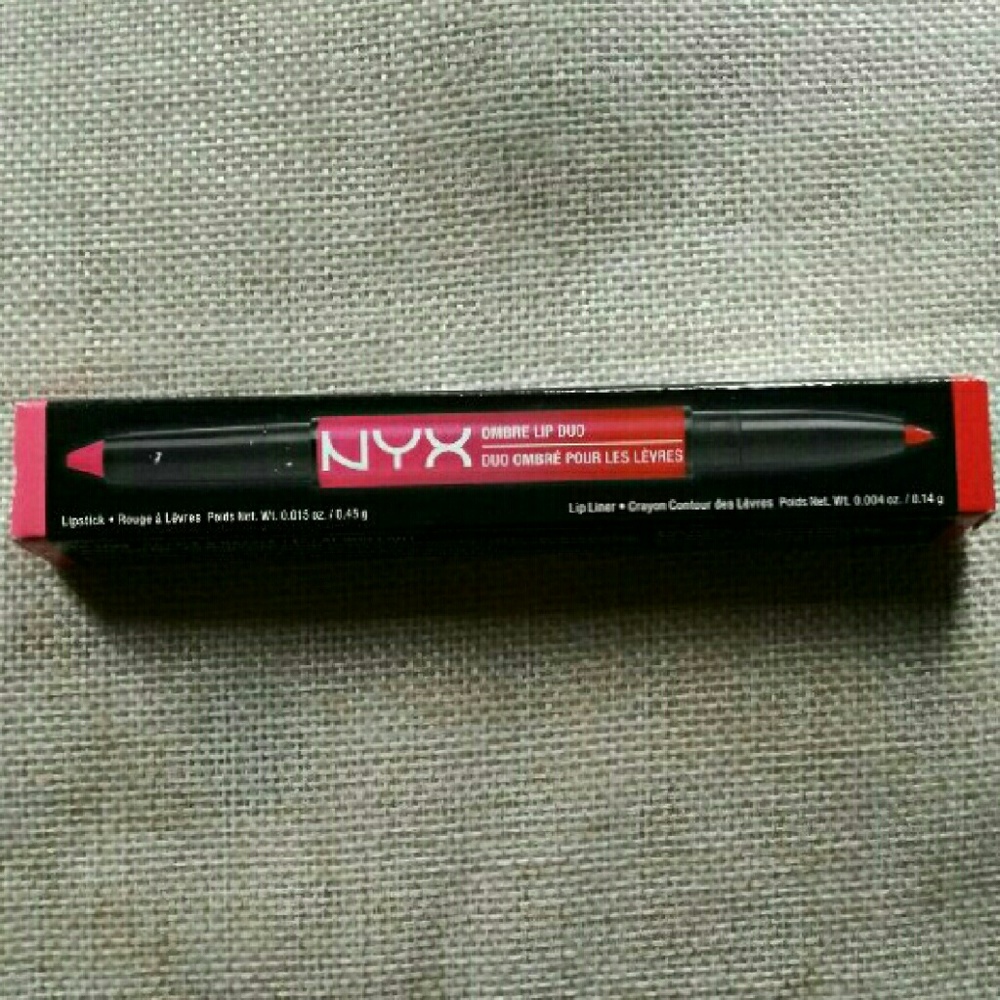 NYX
OMBRE LIP DUO
DUO OMBRÉ POUR LES LÈVRES
Lipstick • Rouge à Lèvres Poids Net. Wt. 0.015 oz. / 0.45 g
Lip Liner • Crayon Contour des Lèvres Poids Net. Wt. 0.004 oz. / 0.14 g